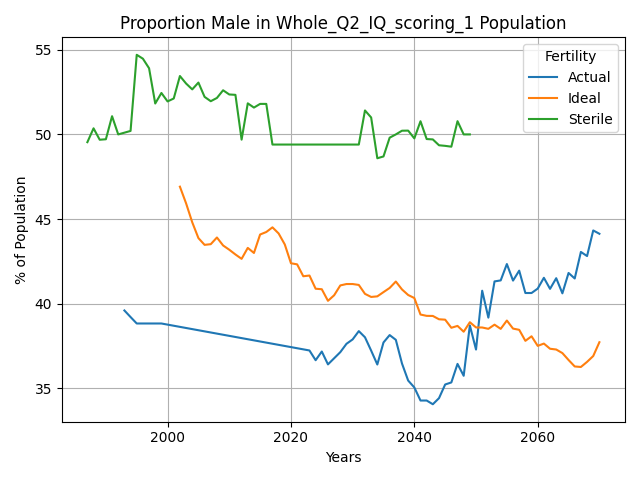 Proportion Male in Whole_Q2_IQ_scoring_1 Population
Fertility
Actual
Ideal
Sterile
% of Population
55
50
45
40
35
2000
2020
2040
2060
Years